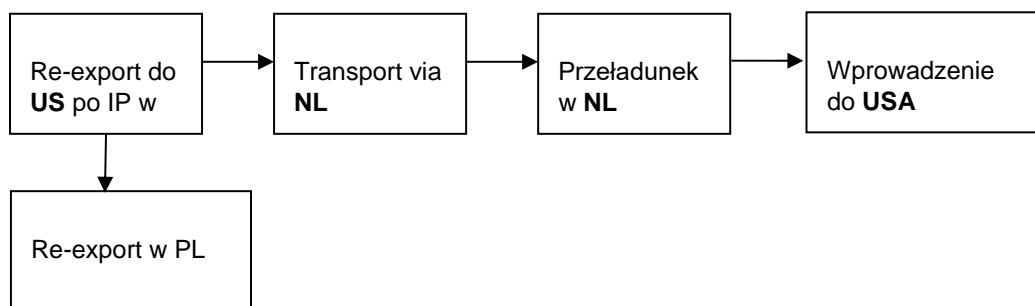 Re-export do
US po IP w
Transport via
NL
Przeładunek
w NL
Wprowadzenie
do USA
Re-export w PL